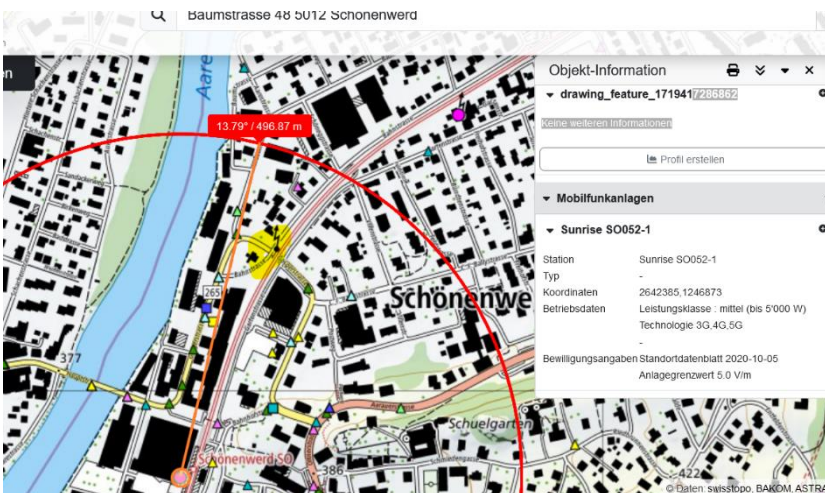 Baumstrasse 48 5012 Schönenwerd
en
Aare
13.79° / 496.87 m
265
Schönenwe
377
Schuelgarten
Schönenwerd SO
386
422
Objekt-Information
drawing_feature_1719417286862
Keine weiteren Informationen
Profil erstellen
Mobilfunkanlagen
Sunrise SO052-1
Station Sunrise SO052-1
Typ -
Koordinaten 2642385,1246873
Betriebsdaten Leistungsklasse : mittel (bis 5'000 W)
Technologie 3G,4G,5G
-
Bewilligungsangaben Standortdatenblatt 2020-10-05
Anlagegrenzwert 5.0 V/m
© Daten: swisstopo, BAKOM, ASTRA